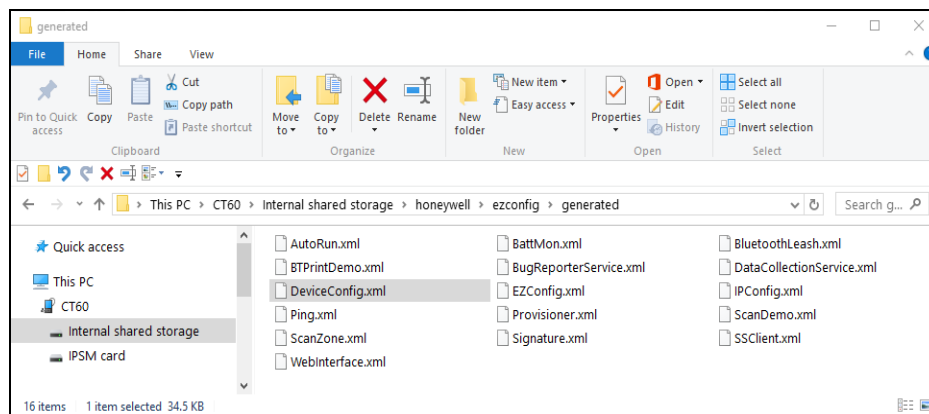 generated
File Home Share View
Pin to Quick access
Copy
Paste
Cut
Copy path
Paste shortcut
Clipboard
Move to
Copy to
Delete
Rename
Organize
New folder
New item
Easy access
New
Properties
Open
Edit
History
Open
Select all
Select none
Invert selection
Select
This PC > CT60 > Internal shared storage > honeywell > ezconfig > generated
Search g...
Quick access
This PC
CT60
Internal shared storage
IPSM card
AutoRun.xml BattMon.xml BluetoothLeash.xml
BTPrintDemo.xml BugReporterService.xml DataCollectionService.xml
DeviceConfig.xml EZConfig.xml IPConfig.xml
Ping.xml Provisioner.xml ScanDemo.xml
ScanZone.xml Signature.xml SSClient.xml
WebInterface.xml
16 items 1 item selected 34.5 KB